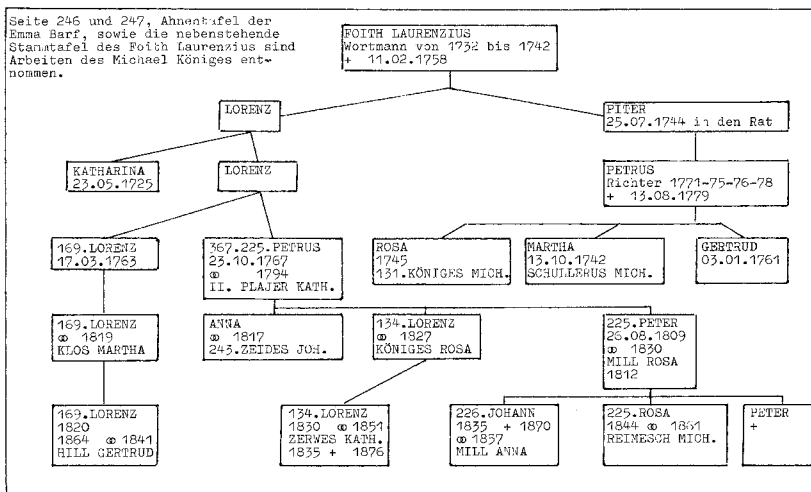 Seite 246 und 247, Ahnentafel der
Emma Barf, sowie die nebenstehende
Stammtafel des Foith Laurenzius sind
Arbeiten des Michael Königes ent-
nommen.
FOITH LAURENZIUS
Wortmann von 1732 bis 1742
+ 11.02.1758
LORENZ
PITER
25.07.1744 in den Rat
KATHARINA
23.05.1725
LORENZ
PETRUS
Richter 1771-75-76-78
+ 13.08.1779
169.LORENZ
17.03.1763
367.225.PETRUS
23.10.1767
⚭ 1794
II. PLAJER KATH.
ROSA
1745
131.KÖNIGES MICH.
MARTHA
13.10.1742
SCHULLERUS MICH.
GERTRUD
03.01.1761
169.LORENZ
⚭ 1819
KLOS MARTHA
ANNA
⚭ 1817
243.ZEIDES JOH.
134.LORENZ
⚭ 1827
KÖNIGES ROSA
225.PETER
26.08.1809
⚭ 1830
MILL ROSA
1812
169.LORENZ
1820
1864 ⚭ 1841
HILL GERTRUD
134.LORENZ
1830 ⚭ 1851
ZERWES KATH.
1835 + 1876
226.JOHANN
1835 + 1870
⚭ 1857
MILL ANNA
225.ROSA
1844 ⚭ 1861
REIMESCH MICH.
PETER
+